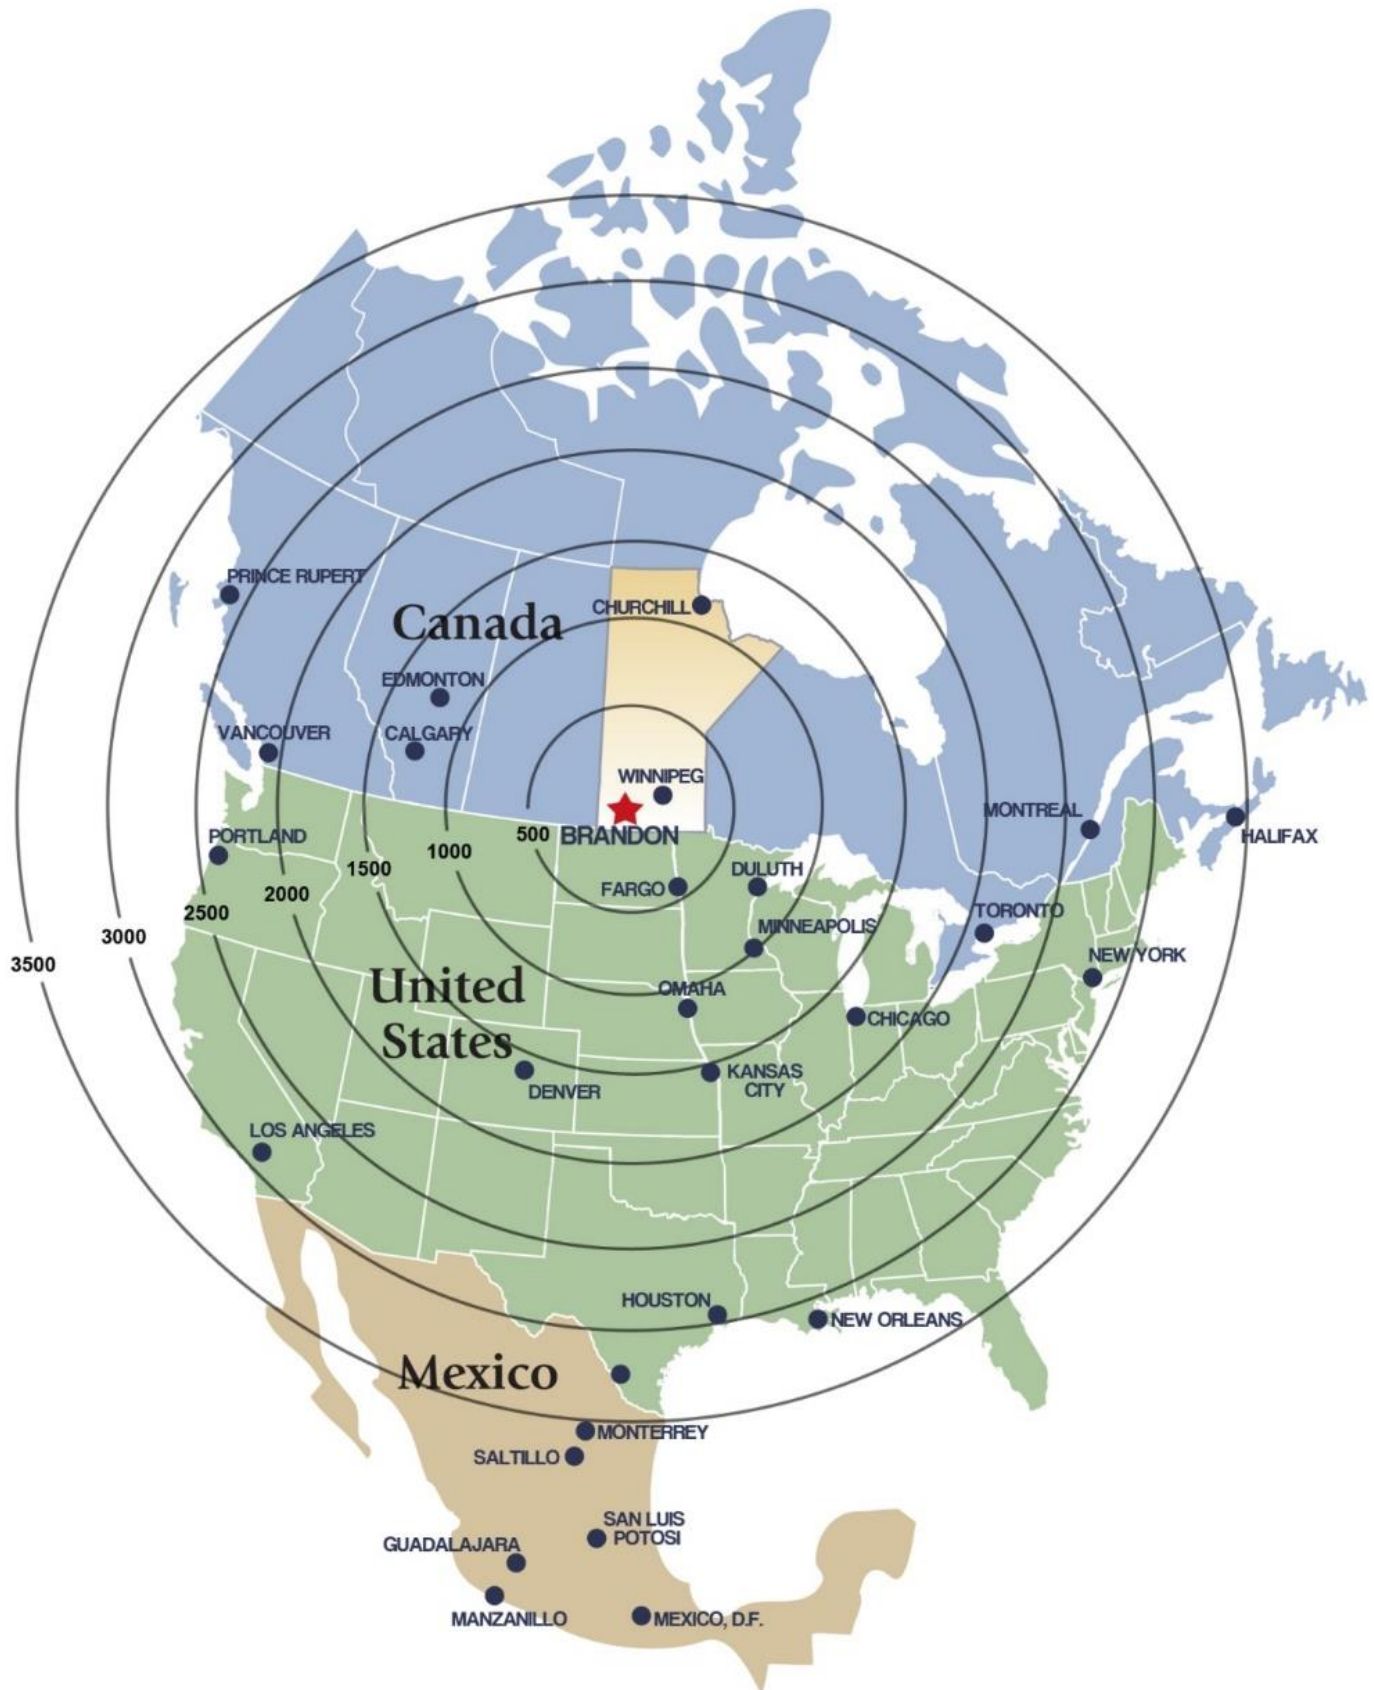 PRINCE RUPERT
CHURCHILL
Canada
EDMONTON
VANCOUVER
CALGARY
WINNIPEG
MONTREAL
PORTLAND
500
BRANDON
HALIFAX
1000
1500
DULUTH
FARGO
2000
2500
TORONTO
MINNEAPOLIS
3000
NEW YORK
3500
United
States
OMAHA
CHICAGO
KANSAS
CITY
DENVER
LOS ANGELES
HOUSTON
NEW ORLEANS
Mexico
MONTERREY
SALTILLO
SAN LUIS
POTOSI
GUADALAJARA
MANZANILLO
MEXICO, D.F.